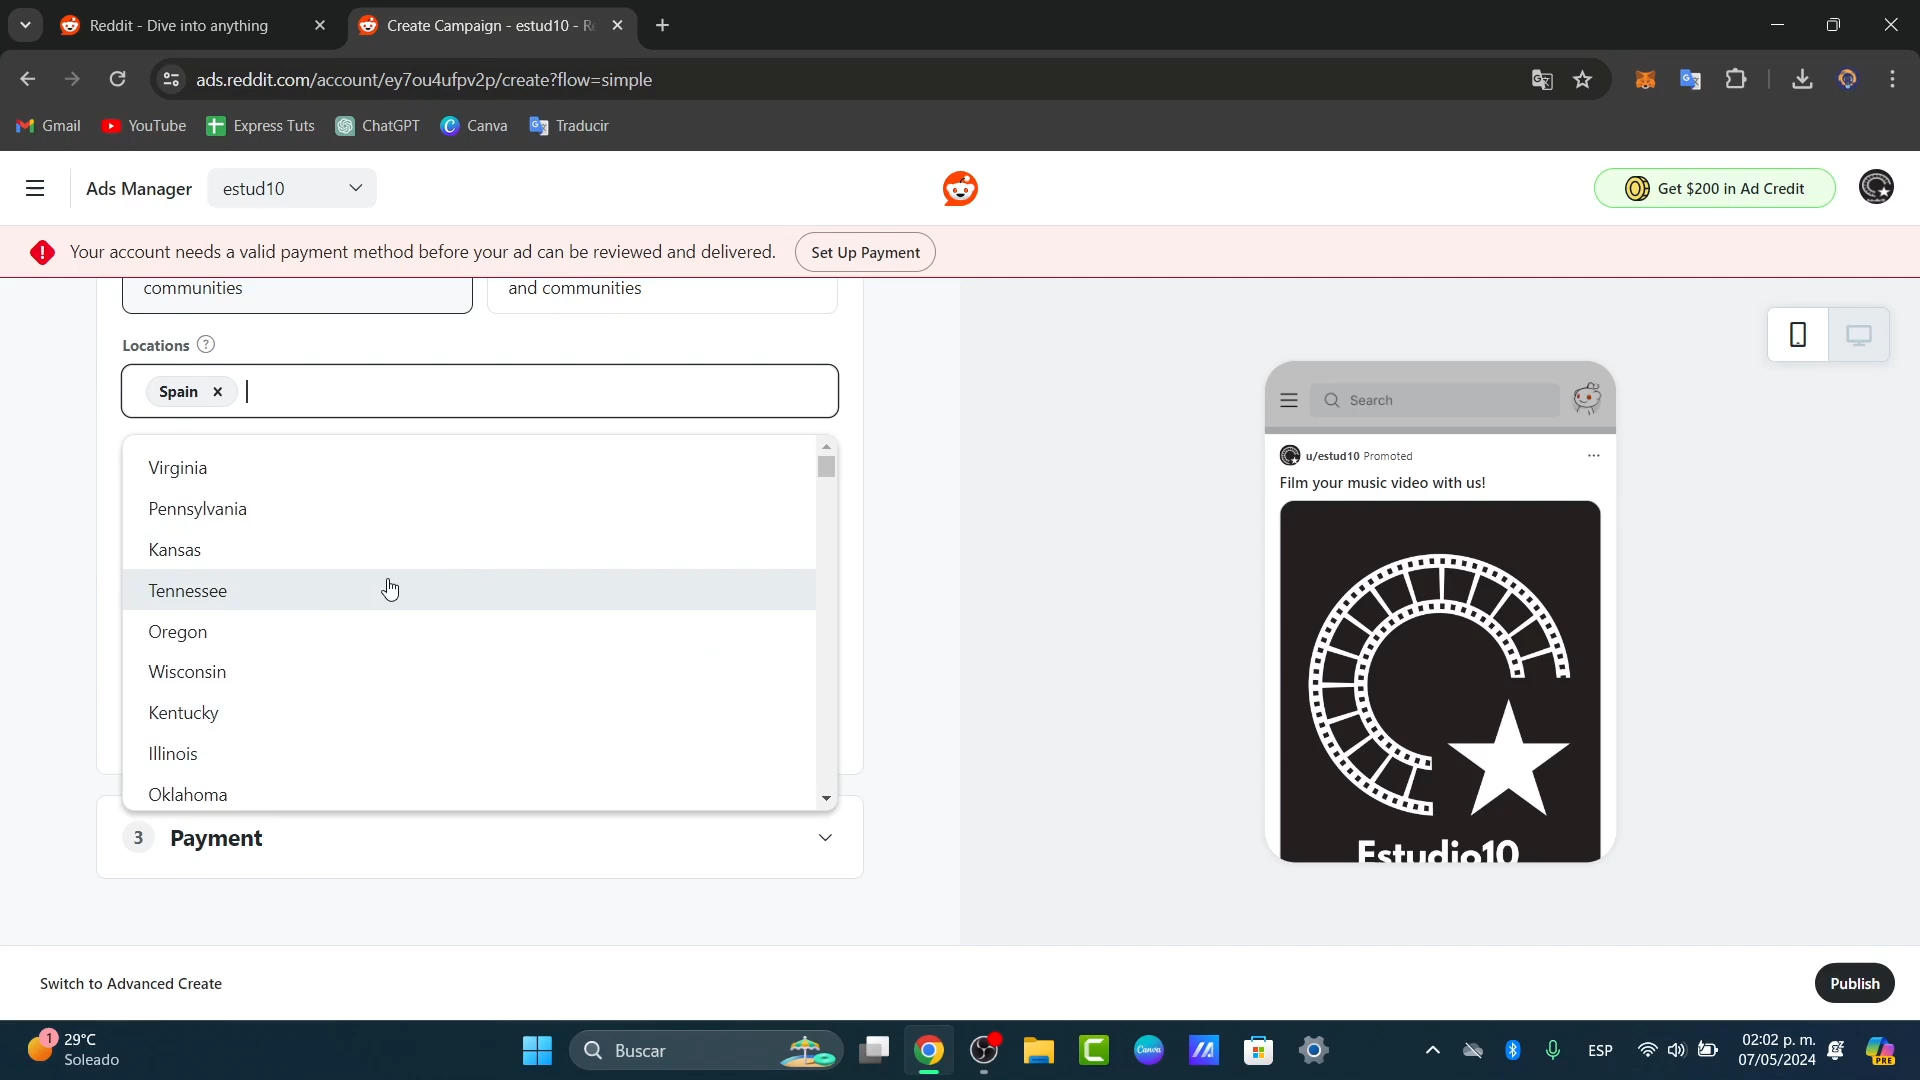 Reddit - Dive into anything
Create Campaign - estud10 - Re
ads.reddit.com/account/ey7ou4ufpv2p/create?flow=simple
Gmail
YouTube
Express Tuts
ChatGPT
Canva
Traducir
Ads Manager
estud10
Get $200 in Ad Credit
Your account needs a valid payment method before your ad can be reviewed and delivered.
Set Up Payment
communities
and communities
Locations
Spain
Virginia
Pennsylvania
Kansas
Tennessee
Oregon
Wisconsin
Kentucky
Illinois
Oklahoma
3 Payment
Search
u/estud10 Promoted
Film your music video with us!
Estudio10
Switch to Advanced Create
Publish
1
29°C
Soleado
Buscar
Canva
ESP
02:02 p. m.
07/05/2024
PRE